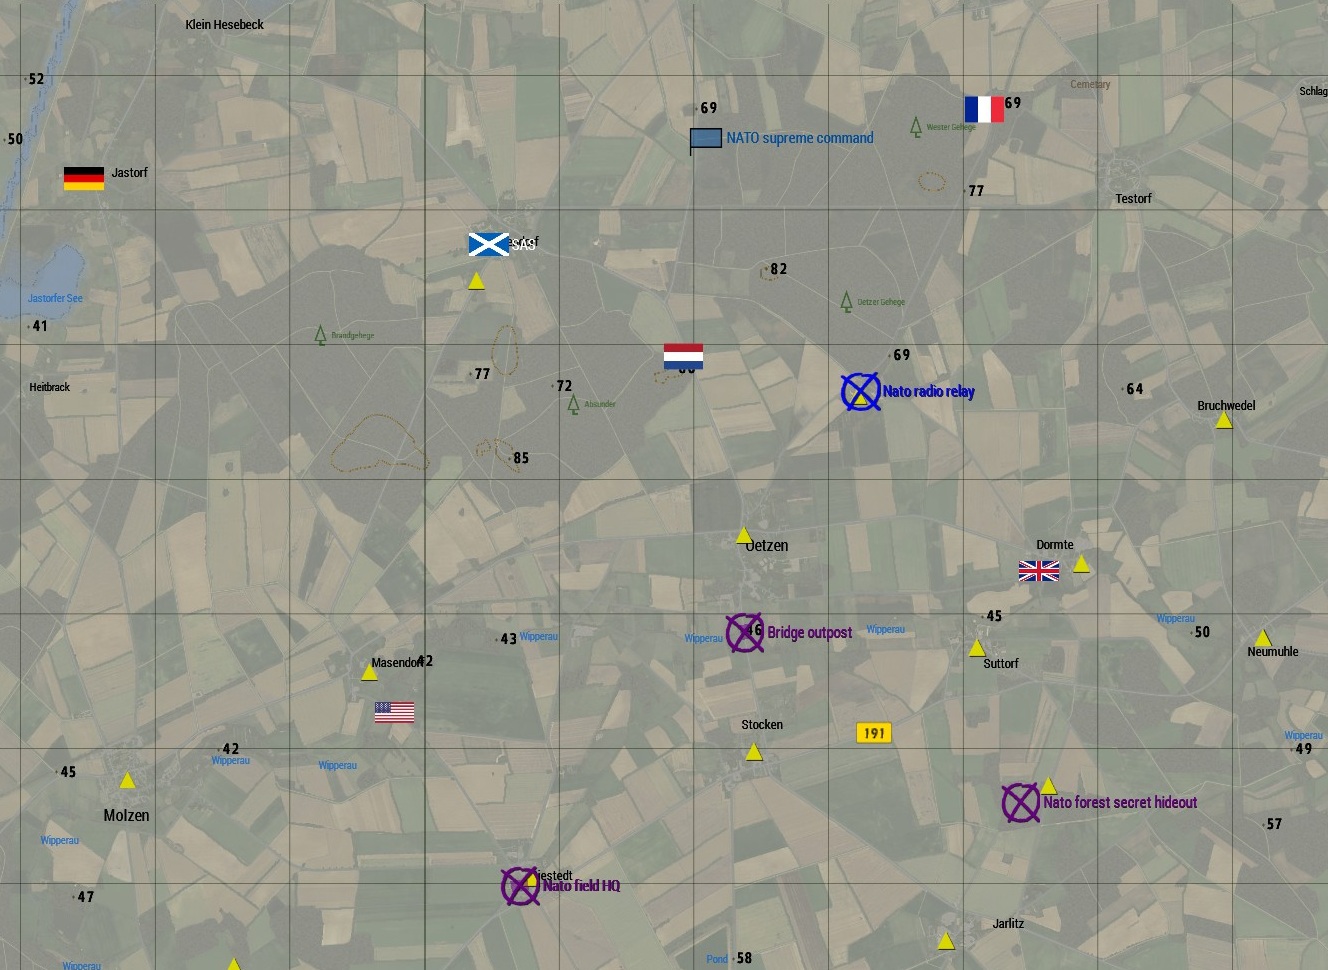 Klein Hesebeck
52
Cemetary
Schlag
69
69
Wester Gehege
50
NATO supreme command
Jastorf
77
Testorf
SAS
82
Jastorfer See
Oetzer Gehege
41
Brandgehege
69
77
72
Heitbrack
Nato radio relay
64
Absunder
Bruchwedel
85
Oetzen
Dormte
45
Wipperau
43
Wipperau
Wipperau
46
Bridge outpost
Wipperau
50
Neumuhle
Masendorf
42
Suttorf
Stocken
191
Wipperau
49
42
Wipperau
Wipperau
45
Molzen
Nato forest secret hideout
57
Wipperau
Nato field HQ
47
Jarlitz
Pond
58
Wipperau